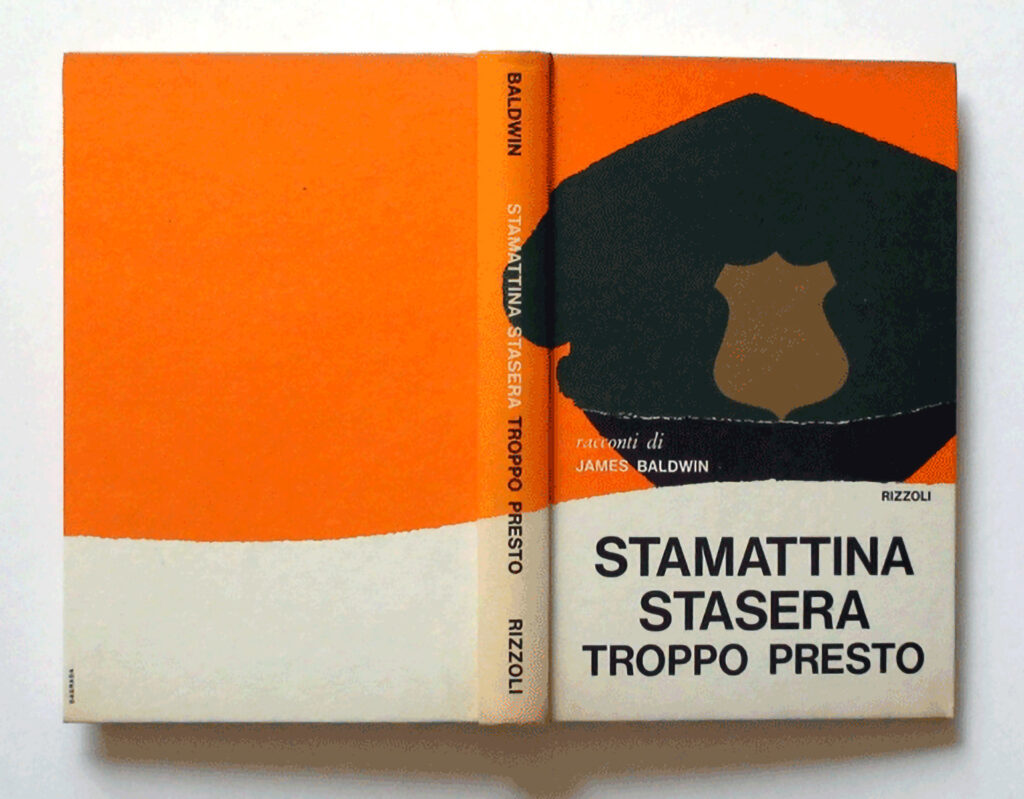 BALDWIN STAMATTINA STASERA TROPPO PRESTO RIZZOLI
racconti di
JAMES BALDWIN
RIZZOLI
STAMATTINA
STASERA
TROPPO PRESTO